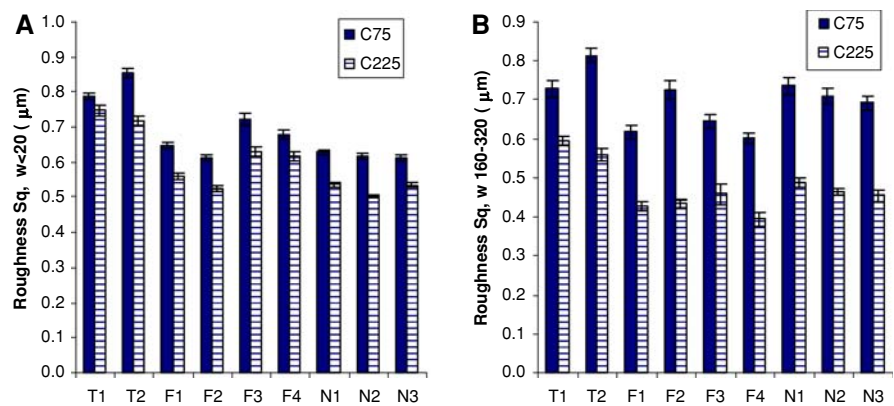 A
C75
C225
Roughness Sq, w<20 ( μm)
1.0
0.9
0.8
0.7
0.6
0.5
0.4
0.3
0.2
0.1
0.0
T1 T2 F1 F2 F3 F4 N1 N2 N3
B
C75
C225
Roughness Sq, w 160-320 ( μm)
0.9
0.8
0.7
0.6
0.5
0.4
0.3
0.2
0.1
0.0
T1 T2 F1 F2 F3 F4 N1 N2 N3